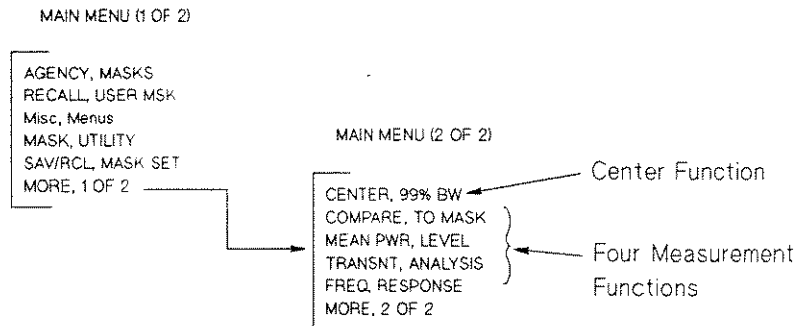 MAIN MENU (1 OF 2)
AGENCY, MASKS
RECALL, USER MSK
Misc, Menus
MASK, UTILITY
SAV/RCL, MASK SET
MORE, 1 OF 2
MAIN MENU (2 OF 2)
CENTER, 99% BW
COMPARE, TO MASK
MEAN PWR, LEVEL
TRANSNT, ANALYSIS
FREQ, RESPONSE
MORE, 2 OF 2
Center Function
Four Measurement
Functions